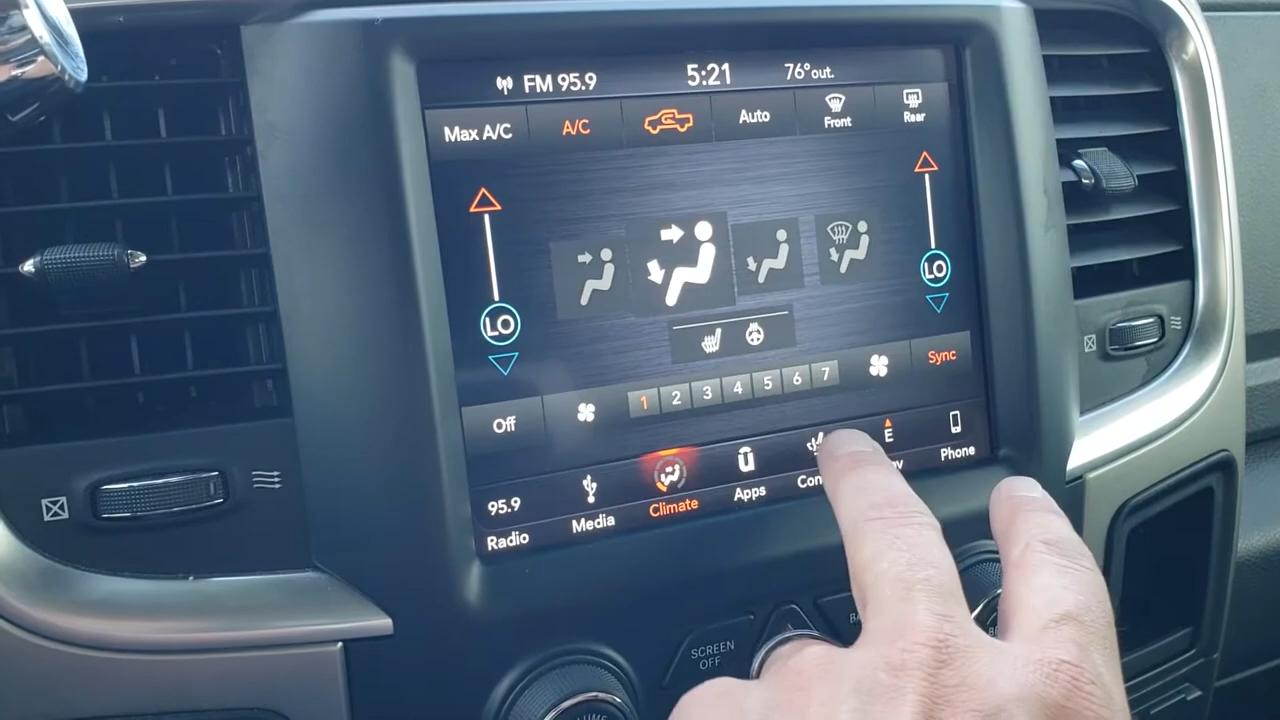 FM 95.9 5:21 76° out.
Max A/C A/C Auto Front Rear
LO LO
Sync
Off 1 2 3 4 5 6 7
95.9 E
Radio Media Climate Apps Phone
SCREEN
OFF